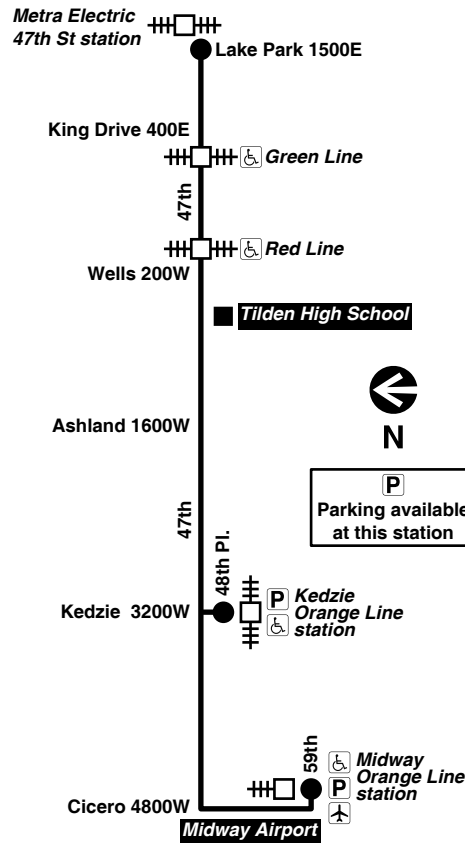 Metra Electric
47th St station
Lake Park 1500E
King Drive 400E
Green Line
47th
Red Line
Wells 200W
Tilden High School
N
Ashland 1600W
P
Parking available
at this station
47th
48th Pl.
Kedzie 3200W
P Kedzie
Orange Line
station
59th
Midway
P Orange Line
station
Cicero 4800W
Midway Airport